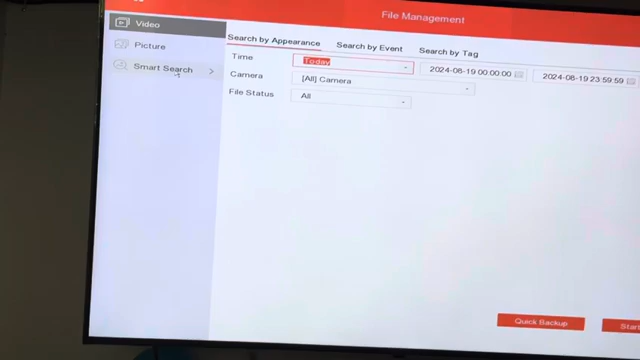 File Management
Video
Picture
Smart Search
Search by Appearance
Search by Event
Search by Tag
Time
Today
2024-08-19 00:00:00
2024-08-19 23:59:59
Camera
[All] Camera
File Status
All
Quick Backup
Start